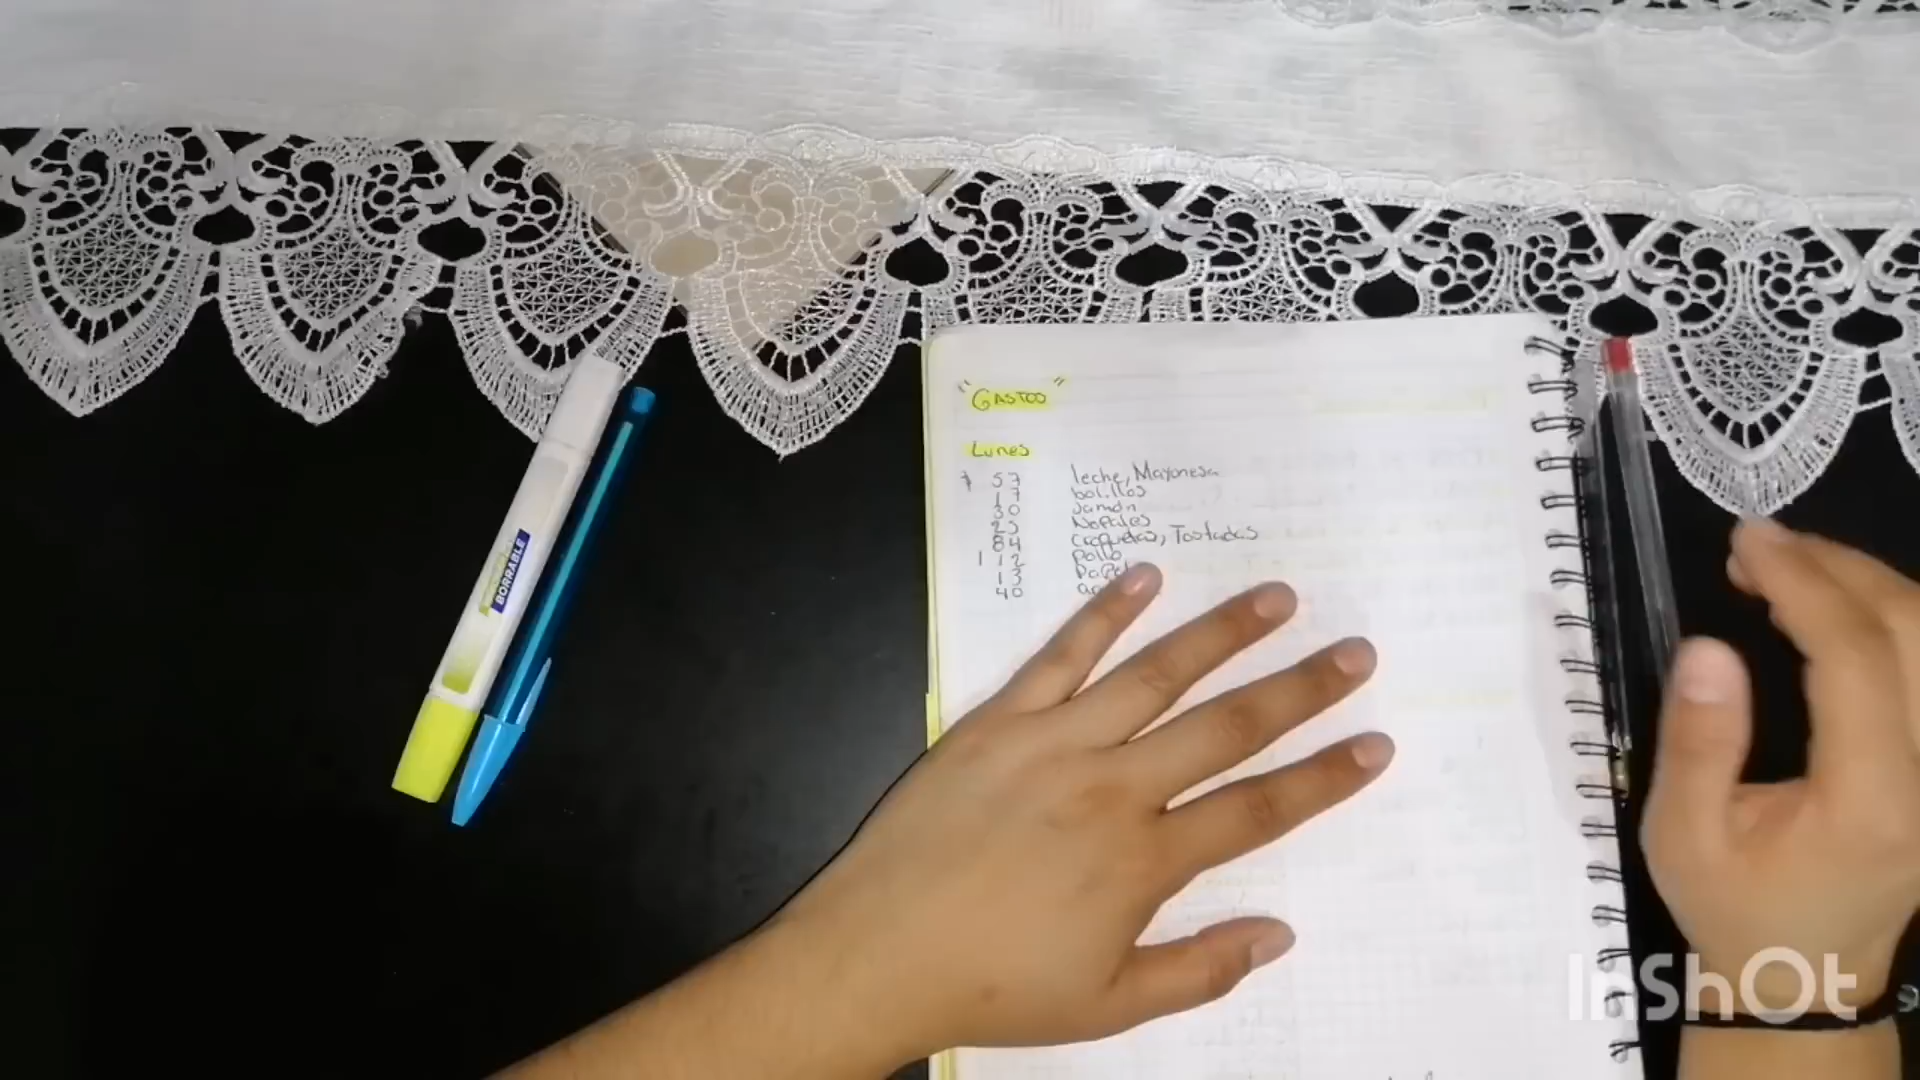 "GASTOS"
Lunes
$ 57 leche, Mayonesa
17 bolillos
30 Jamón
25 Nopales
84 Croquetas, Tostadas
112 Pollo
13 Papel
40
BORRABLE
InShOt